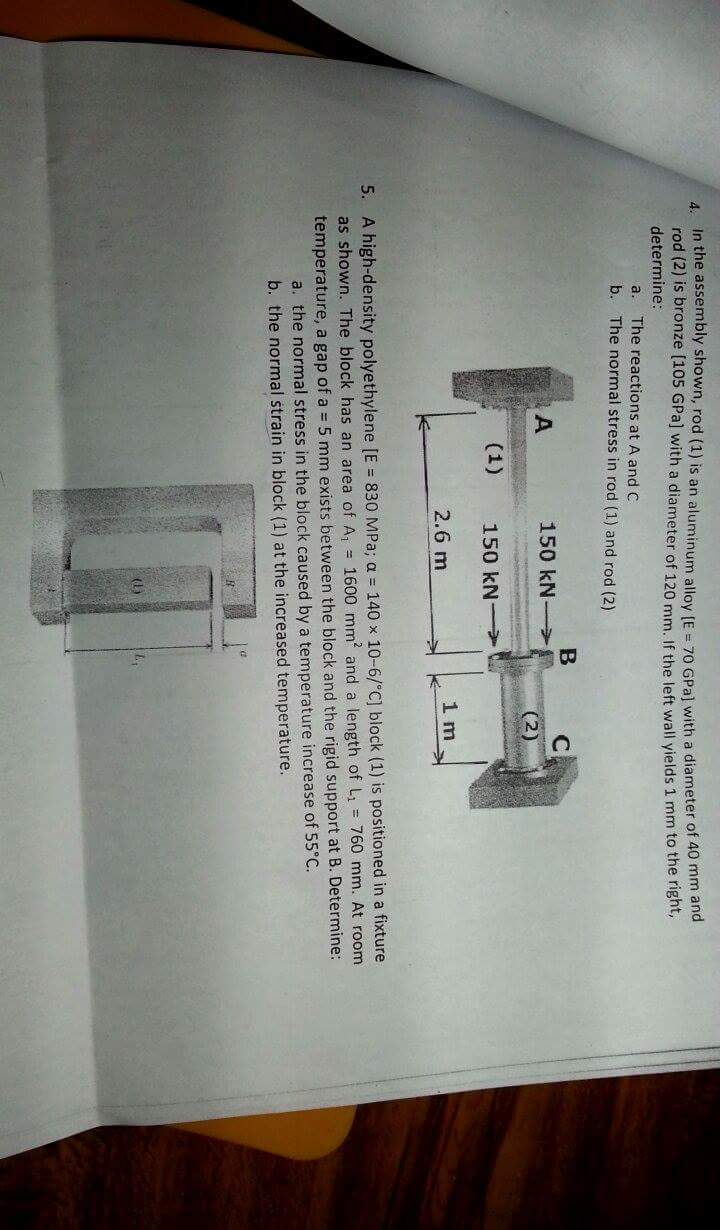 4. In the assembly shown, rod (1) is an aluminum alloy [E = 70 GPa] with a diameter of 40 mm and
rod (2) is bronze [105 GPa] with a diameter of 120 mm. If the left wall yields 1 mm to the right,
determine:
a. The reactions at A and C
b. The normal stress in rod (1) and rod (2)
B
C
A
150 kN
(2)
(1)
150 kN
2.6 m
1 m
5. A high-density polyethylene [E = 830 MPa; α = 140 × 10–6/°C] block (1) is positioned in a fixture
as shown. The block has an area of A₁ = 1600 mm² and a length of L₁ = 760 mm. At room
temperature, a gap of a = 5 mm exists between the block and the rigid support at B. Determine:
a. the normal stress in the block caused by a temperature increase of 55°C.
b. the normal strain in block (1) at the increased temperature.
B
a
(1)
L₁